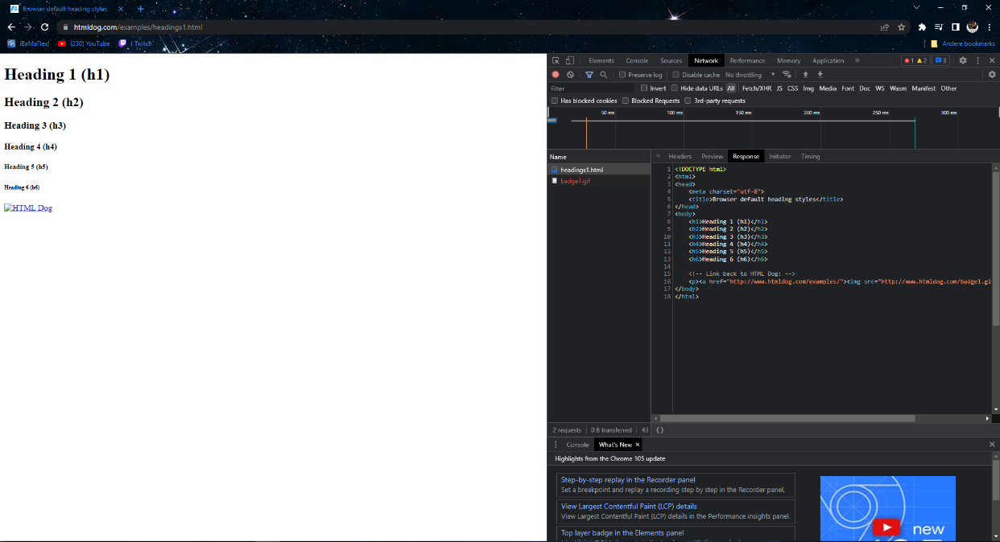 Browser default heading styles
htmldog.com/examples/headings1.html
iBaMaFlex! (230) YouTube (Twitch Andere bookmarks
Heading 1 (h1)
Heading 2 (h2)
Heading 3 (h3)
Heading 4 (h4)
Heading 5 (h5)
Heading 6 (h6)
HTML Dog
Elements Console Sources Network Performance Memory Application » 1 2 3
Preserve log Disable cache No throttling
Filter Invert Hide data URLs All Fetch/XHR JS CSS Img Media Font Doc WS Wasm Manifest Other
Has blocked cookies Blocked Requests 3rd-party requests
50 ms 100 ms 150 ms 200 ms 250 ms 300 ms
Name
headings1.html
badge1.gif
2 requests 0 B transferred 43
× Headers Preview Response Initiator Timing
1 <!DOCTYPE html>
2 <html>
3 <head>
4 <meta charset="utf-8">
5 <title>Browser default heading styles</title>
6 </head>
7 <body>
8 <h1>Heading 1 (h1)</h1>
9 <h2>Heading 2 (h2)</h2>
10 <h3>Heading 3 (h3)</h3>
11 <h4>Heading 4 (h4)</h4>
12 <h5>Heading 5 (h5)</h5>
13 <h6>Heading 6 (h6)</h6>
14
15 <!-- Link back to HTML Dog: -->
16 <p><a href="http://www.htmldog.com/examples/"><img src="http://www.htmldog.com/badge1.gi
17 </body>
18 </html>
{}
Console What's New ×
Highlights from the Chrome 105 update
Step-by-step replay in the Recorder panel
Set a breakpoint and replay a recording step by step in the Recorder panel.
View Largest Contentful Paint (LCP) details
View Largest Contentful Paint (LCP) details in the Performance insights panel.
Top layer badge in the Elements panel
new